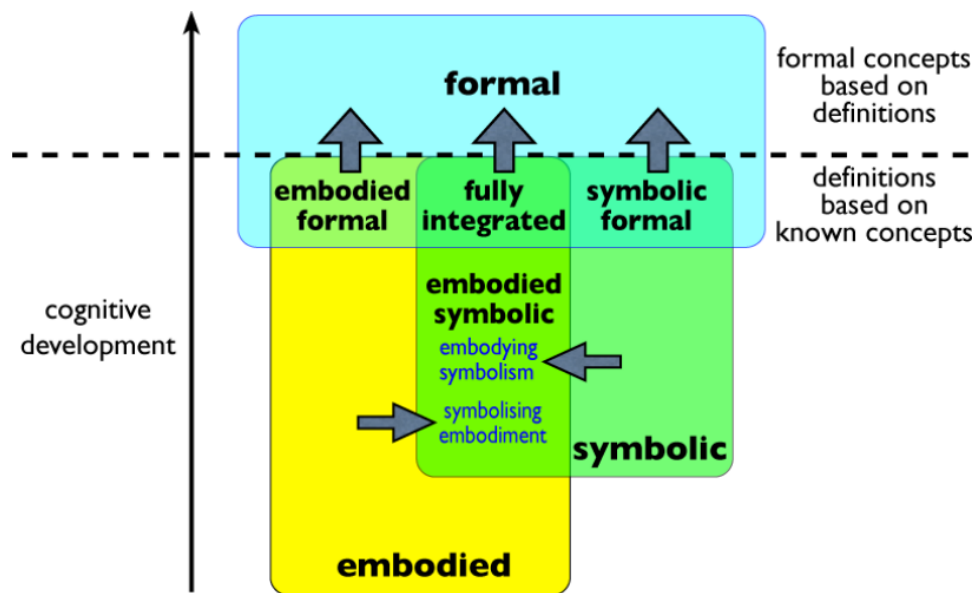 formal
formal concepts
based on
definitions
embodied
formal
fully
integrated
symbolic
formal
definitions
based on
known concepts
cognitive
development
embodied
symbolic
embodying
symbolism
symbolising
embodiment
symbolic
embodied